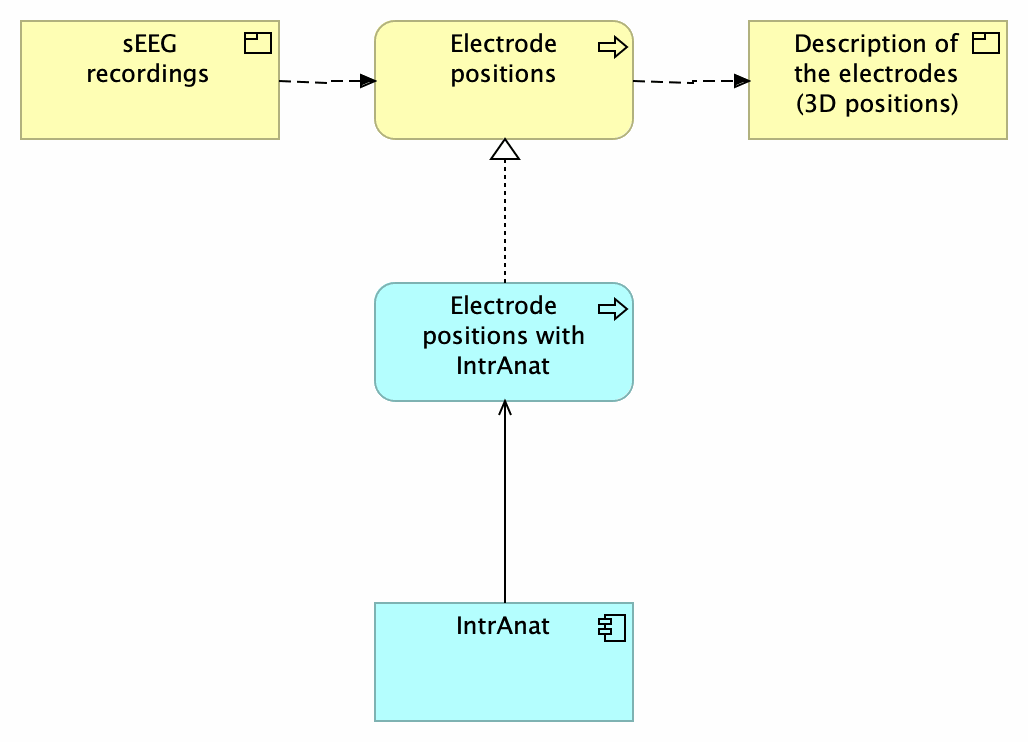 sEEG
recordings
Electrode
positions
Description of
the electrodes
(3D positions)
Electrode
positions with
IntrAnat
IntrAnat